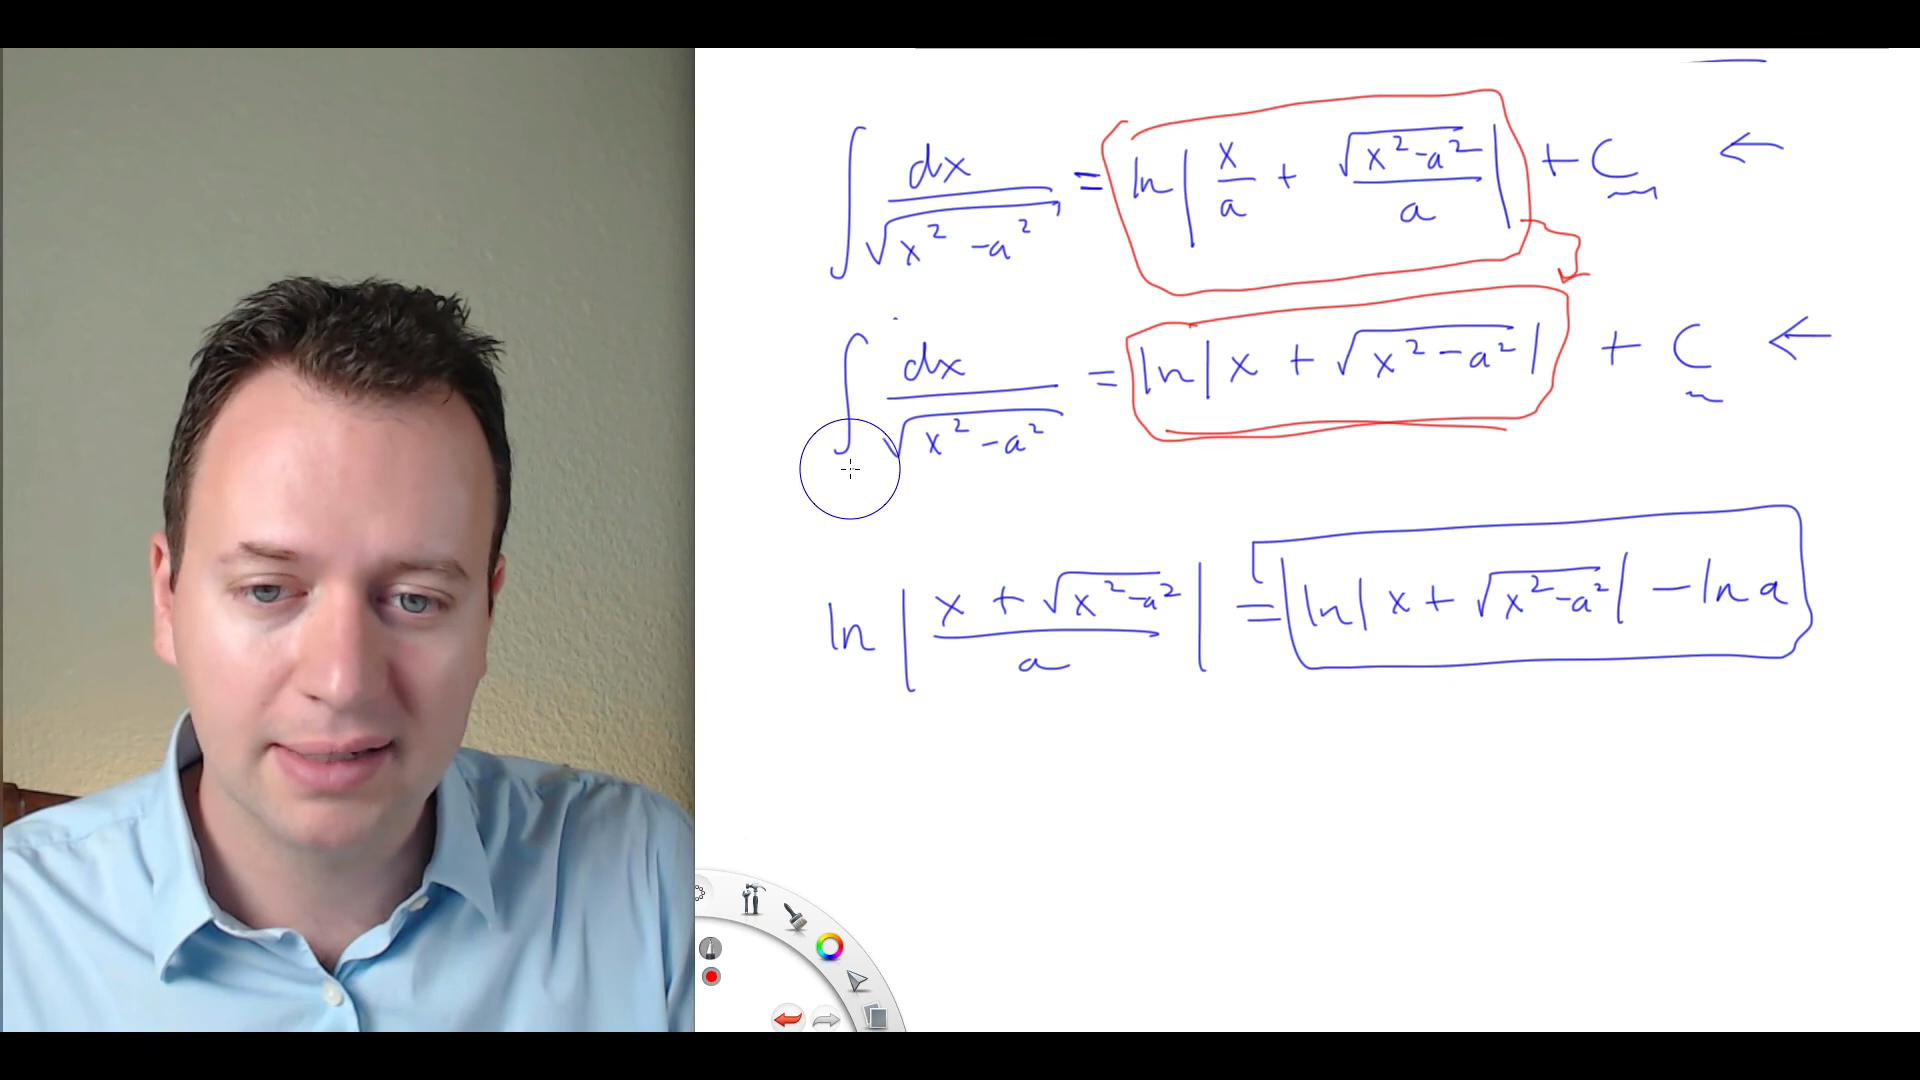 ∫ dx/√(x² - a²) = ln| x/a + √(x² - a²)/a | + C ←
∫ dx/√(x² - a²) = ln| x + √(x² - a²) | + C ←
ln| (x + √(x² - a²))/a | = ln| x + √(x² - a²) | - ln a